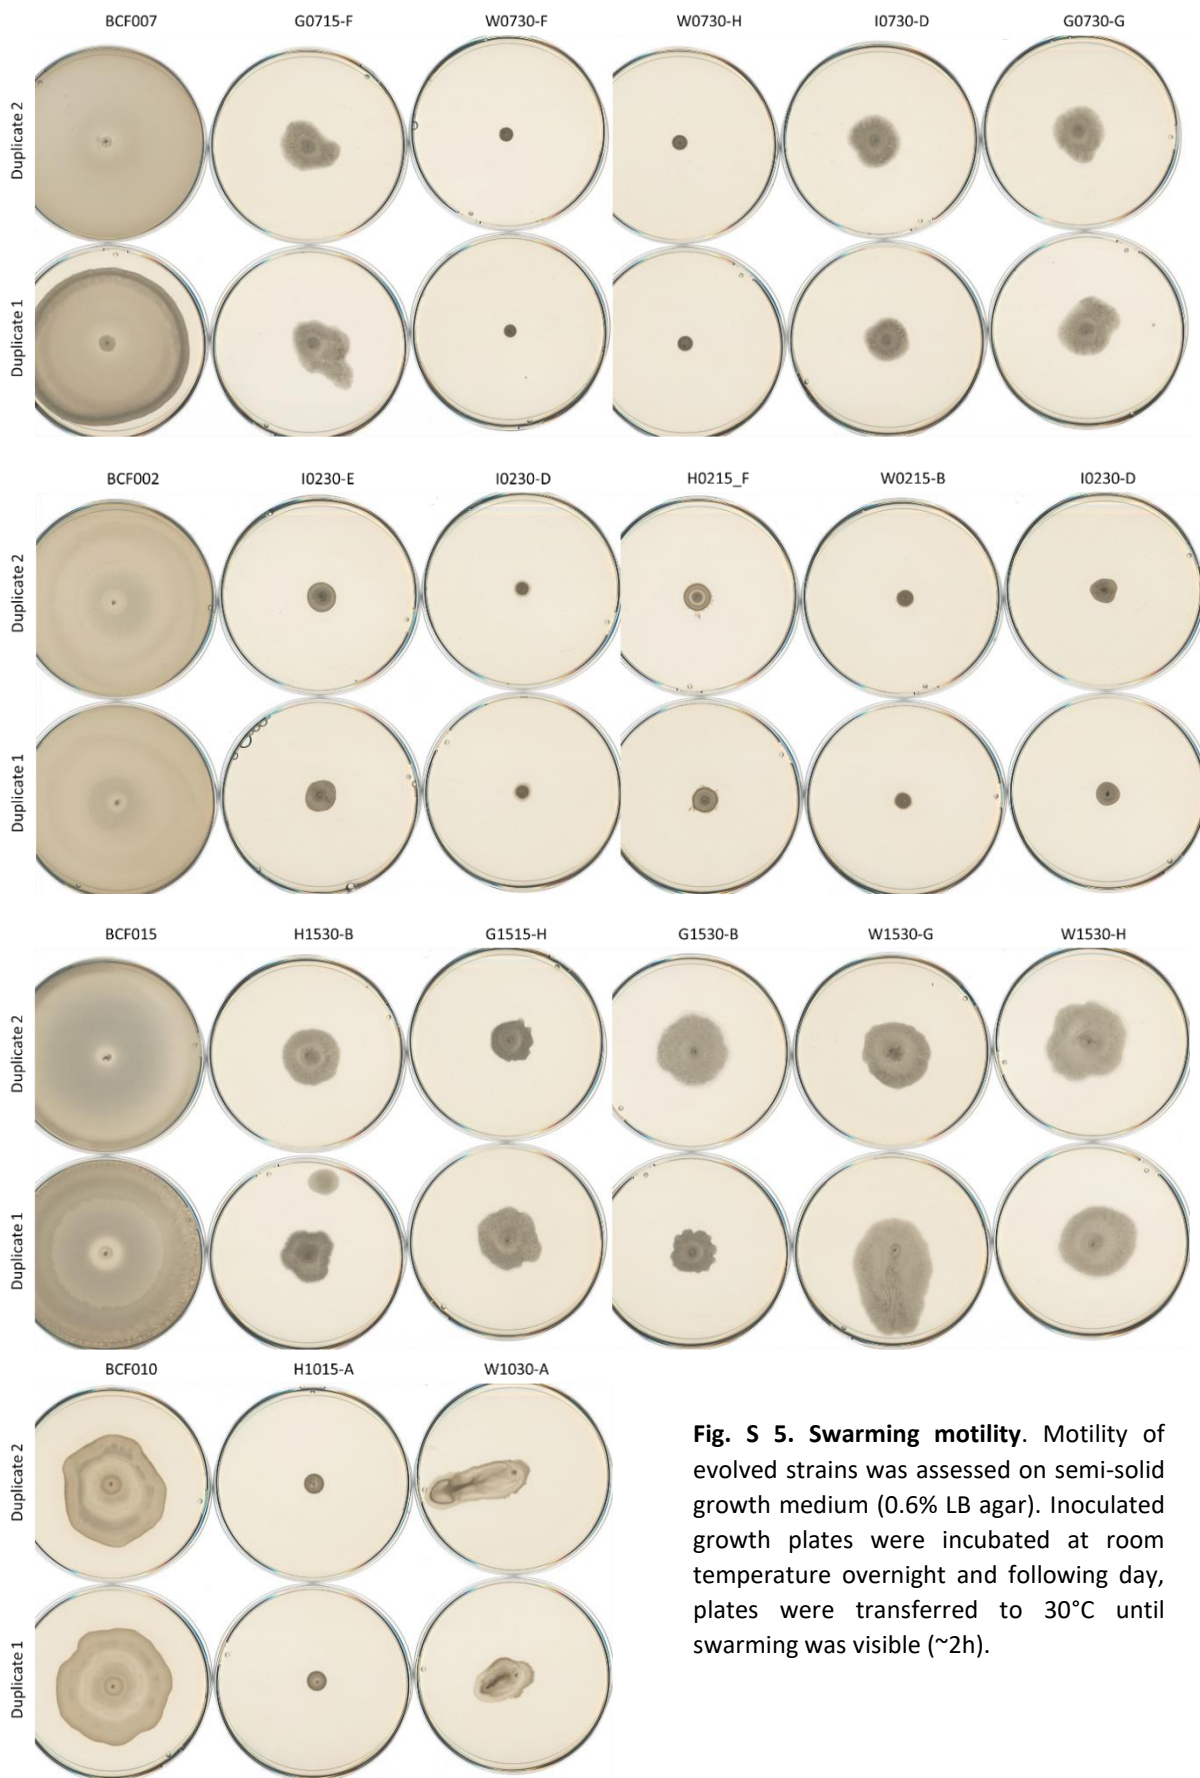 BCF007 G0715-F W0730-F W0730-H I0730-D G0730-G
Duplicate 2
Duplicate 1
BCF002 I0230-E I0230-D H0215_F W0215-B I0230-D
Duplicate 2
Duplicate 1
BCF015 H1530-B G1515-H G1530-B W1530-G W1530-H
Duplicate 2
Duplicate 1
BCF010 H1015-A W1030-A
Duplicate 2
Duplicate 1
Fig. S 5. Swarming motility. Motility of
evolved strains was assessed on semi-solid
growth medium (0.6% LB agar). Inoculated
growth plates were incubated at room
temperature overnight and following day,
plates were transferred to 30°C until
swarming was visible (~2h).